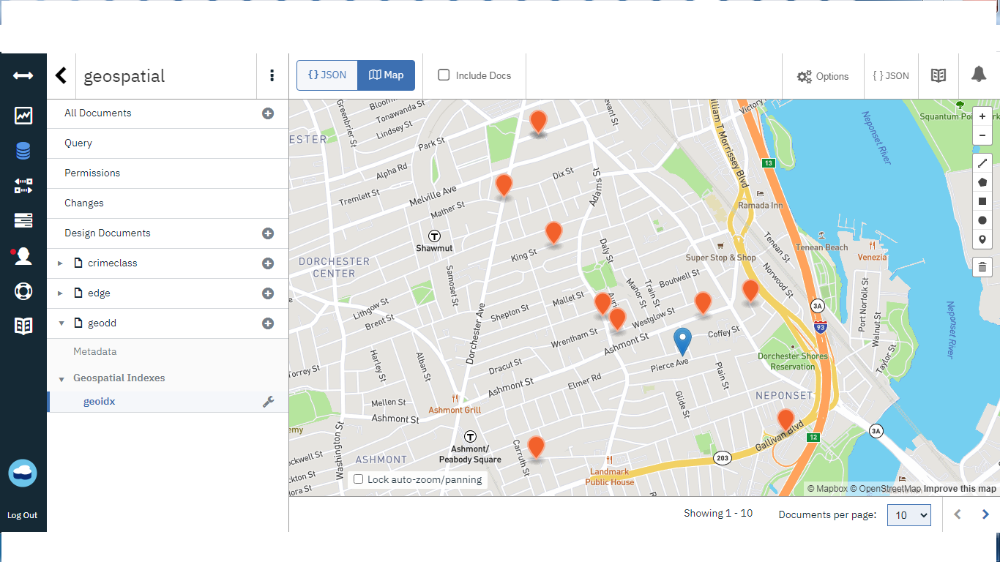 geospatial
{} JSON
Map
Include Docs
Options
{ } JSON
All Documents
Query
Permissions
Changes
Design Documents
crimeclass
edge
geodd
Metadata
Geospatial Indexes
geoidx
Log Out
Greenbrier St
Tonawanda St
Lindsey St
Park St
ESTER
Alpha Rd
Tremlett St
Melville Ave
Mather St
Dix St
Adams St
Victory
lliam T Morrissey Blvd
13
Squantum Poi
rk
Neponset River
Ramada Inn
Shawmut
King St
Daly St
Super Stop & Shop
Tenean St
Tenean Beach
Venezia
DORCHESTER
CENTER
Samoset St
Norwood St
Boutwell St
Manor St
Train St
Mallet St
Lithgow St
Brent St
Shepton St
Westglow St
3A
93
Port Norfolk St
Walnut St
Neponset River
Dorchester Ave
Wrentham St
Ashmont St
Coffey St
Taylor St
Dorchester Shores
Reservation
Harley St
Alban St
Dracut St
Pierce Ave
Plain St
Torrey St
Ashmont St
Elmer Rd
Glide St
NEPONSET
Mellen St
Ashmont St
Ashmont Grill
emy
Washington St
Ashmont/
Peabody Square
Carruth St
Gallivan Blvd
12
3A
203
ockwell St
ASHMONT
Landmark
Public House
ckton St
ora St
Lock auto-zoom/panning
© Mapbox © OpenStreetMap Improve this map
Showing 1 - 10
Documents per page:
10